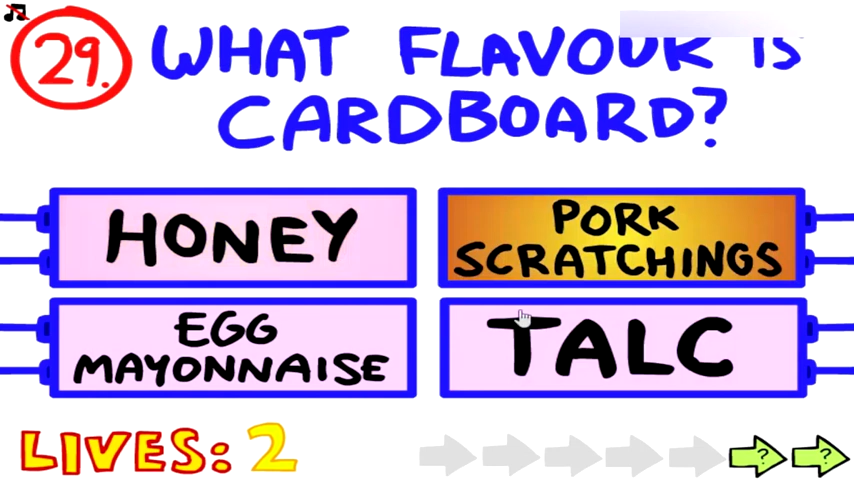 29. WHAT FLAVOUR IS
CARDBOARD?
HONEY
PORK
SCRATCHINGS
EGG
MAYONNAISE
TALC
LIVES: 2
? ?